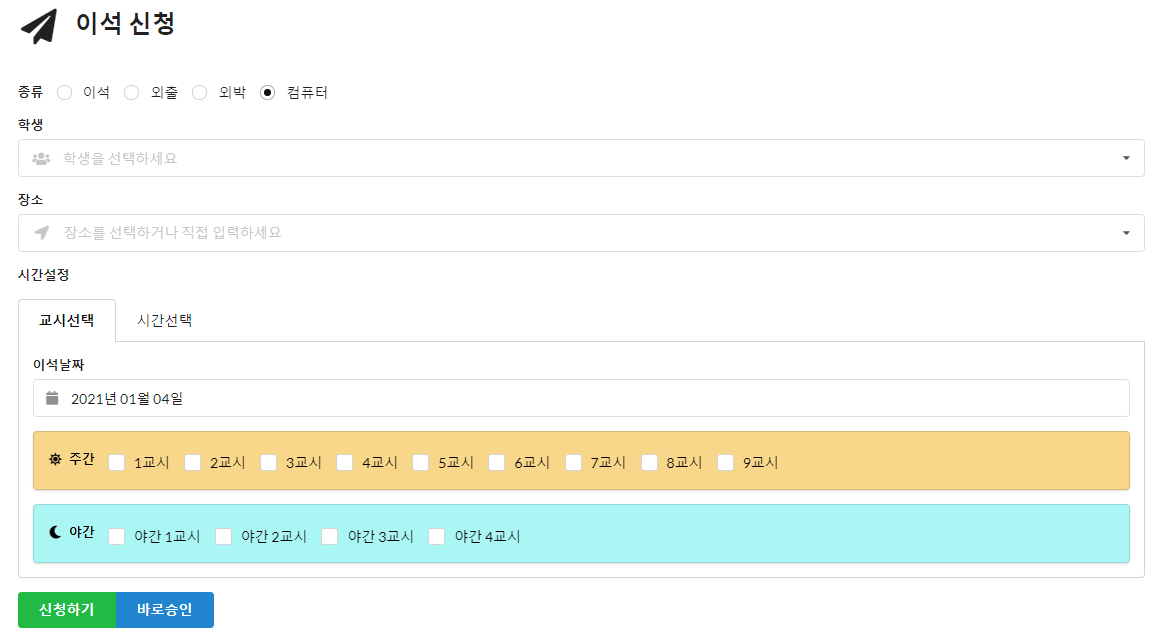 이석 신청
종류 이석 외출 외박 컴퓨터
학생
학생을 선택하세요
장소
장소를 선택하거나 직접 입력하세요
시간설정
교시선택 시간선택
이석날짜
2021년 01월 04일
주간 1교시 2교시 3교시 4교시 5교시 6교시 7교시 8교시 9교시
야간 야간 1교시 야간 2교시 야간 3교시 야간 4교시
신청하기 바로승인